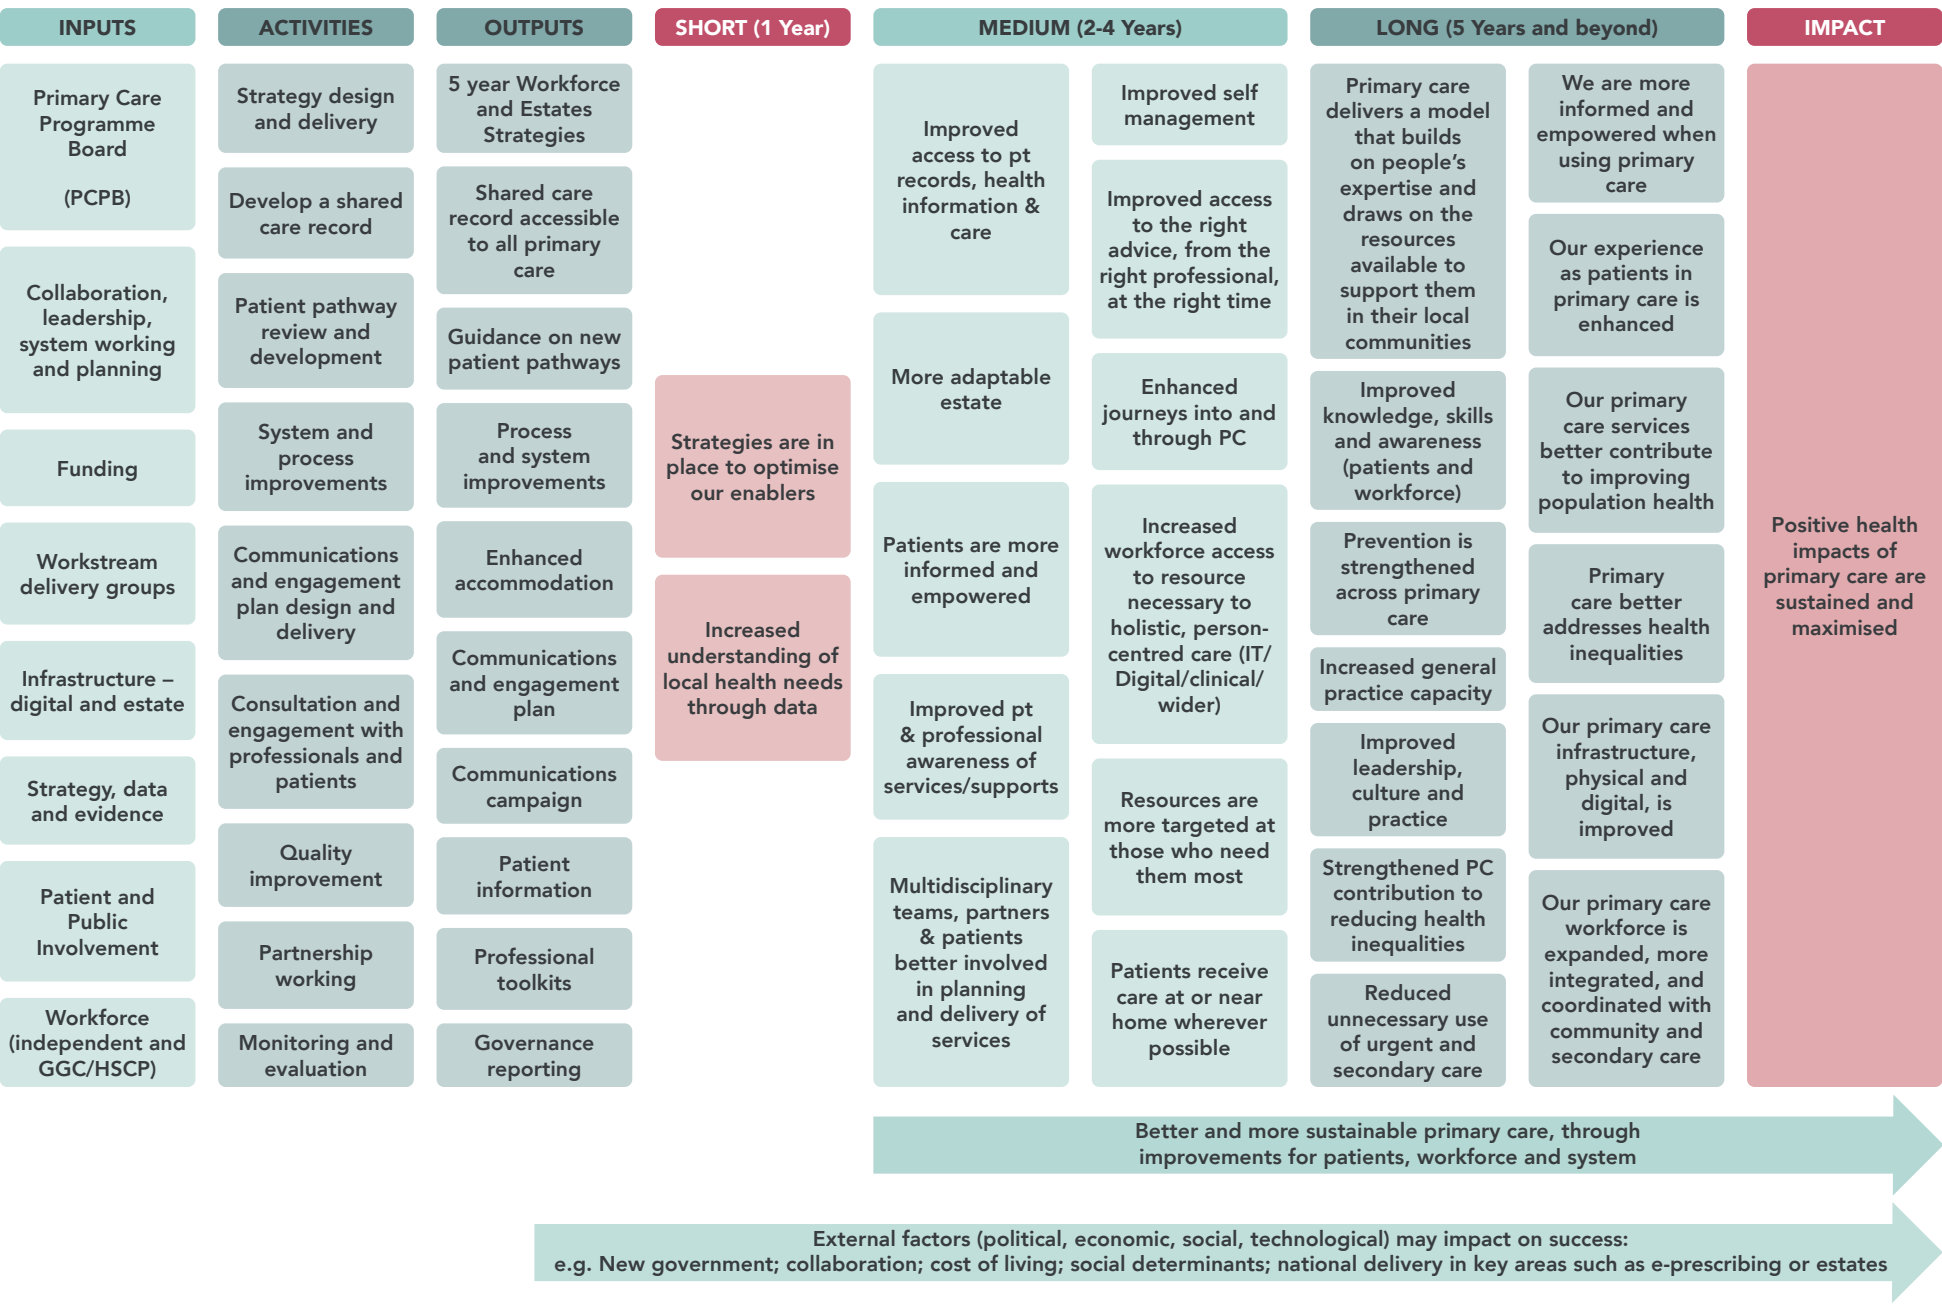 INPUTS
Primary Care
Programme
Board
(PCPB)
Collaboration,
leadership,
system working
and planning
Funding
Workstream
delivery groups
Infrastructure –
digital and estate
Strategy, data
and evidence
Patient and
Public
Involvement
Workforce
(independent and
GGC/HSCP)
ACTIVITIES
Strategy design
and delivery
Develop a shared
care record
Patient pathway
review and
development
System and
process
improvements
Communications
and engagement
plan design and
delivery
Consultation and
engagement with
professionals and
patients
Quality
improvement
Partnership
working
Monitoring and
evaluation
OUTPUTS
5 year Workforce
and Estates
Strategies
Shared care
record accessible
to all primary
care
Guidance on new
patient pathways
Process
and system
improvements
Enhanced
accommodation
Communications
and engagement
plan
Communications
campaign
Patient
information
Professional
toolkits
Governance
reporting
SHORT (1 Year)
Strategies are in
place to optimise
our enablers
Increased
understanding of
local health needs
through data
MEDIUM (2-4 Years)
Improved
access to pt
records, health
information &
care
More adaptable
estate
Patients are more
informed and
empowered
Improved pt
& professional
awareness of
services/supports
Multidisciplinary
teams, partners
& patients
better involved
in planning
and delivery of
services
Improved self
management
Improved access
to the right
advice, from the
right professional,
at the right time
Enhanced
journeys into and
through PC
Increased
workforce access
to resource
necessary to
holistic, person-
centred care (IT/
Digital/clinical/
wider)
Resources are
more targeted at
those who need
them most
Patients receive
care at or near
home wherever
possible
LONG (5 Years and beyond)
Primary care
delivers a model
that builds
on people’s
expertise and
draws on the
resources
available to
support them
in their local
communities
Improved
knowledge, skills
and awareness
(patients and
workforce)
Prevention is
strengthened
across primary
care
Increased general
practice capacity
Improved
leadership,
culture and
practice
Strengthened PC
contribution to
reducing health
inequalities
Reduced
unnecessary use
of urgent and
secondary care
We are more
informed and
empowered when
using primary
care
Our experience
as patients in
primary care is
enhanced
Our primary
care services
better contribute
to improving
population health
Primary
care better
addresses health
inequalities
Our primary care
infrastructure,
physical and
digital, is
improved
Our primary care
workforce is
expanded, more
integrated, and
coordinated with
community and
secondary care
IMPACT
Positive health
impacts of
primary care are
sustained and
maximised
Better and more sustainable primary care, through
improvements for patients, workforce and system
External factors (political, economic, social, technological) may impact on success:
e.g. New government; collaboration; cost of living; social determinants; national delivery in key areas such as e-prescribing or estates